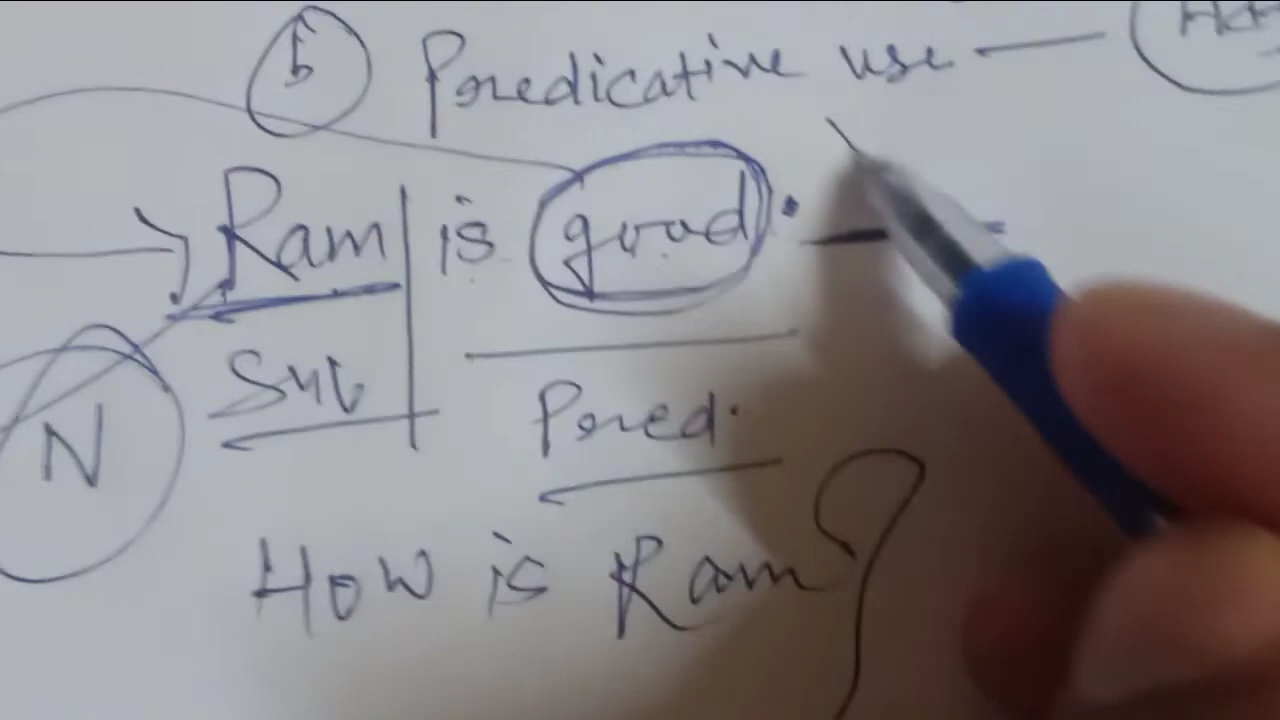 b Predicative use —
Ram is good.
N Sub Pred.
How is Ram?